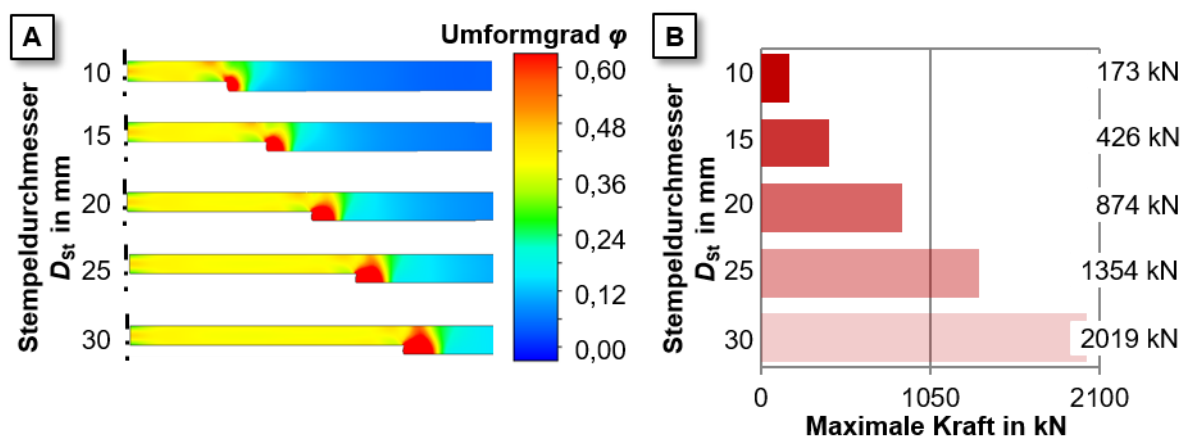 A
Umformgrad φ
Stempeldurchmesser
D_St in mm
10
15
20
25
30
0,60
0,48
0,36
0,24
0,12
0,00
B
Stempeldurchmesser
D_St in mm
10
15
20
25
30
173 kN
426 kN
874 kN
1354 kN
2019 kN
0
1050
2100
Maximale Kraft in kN